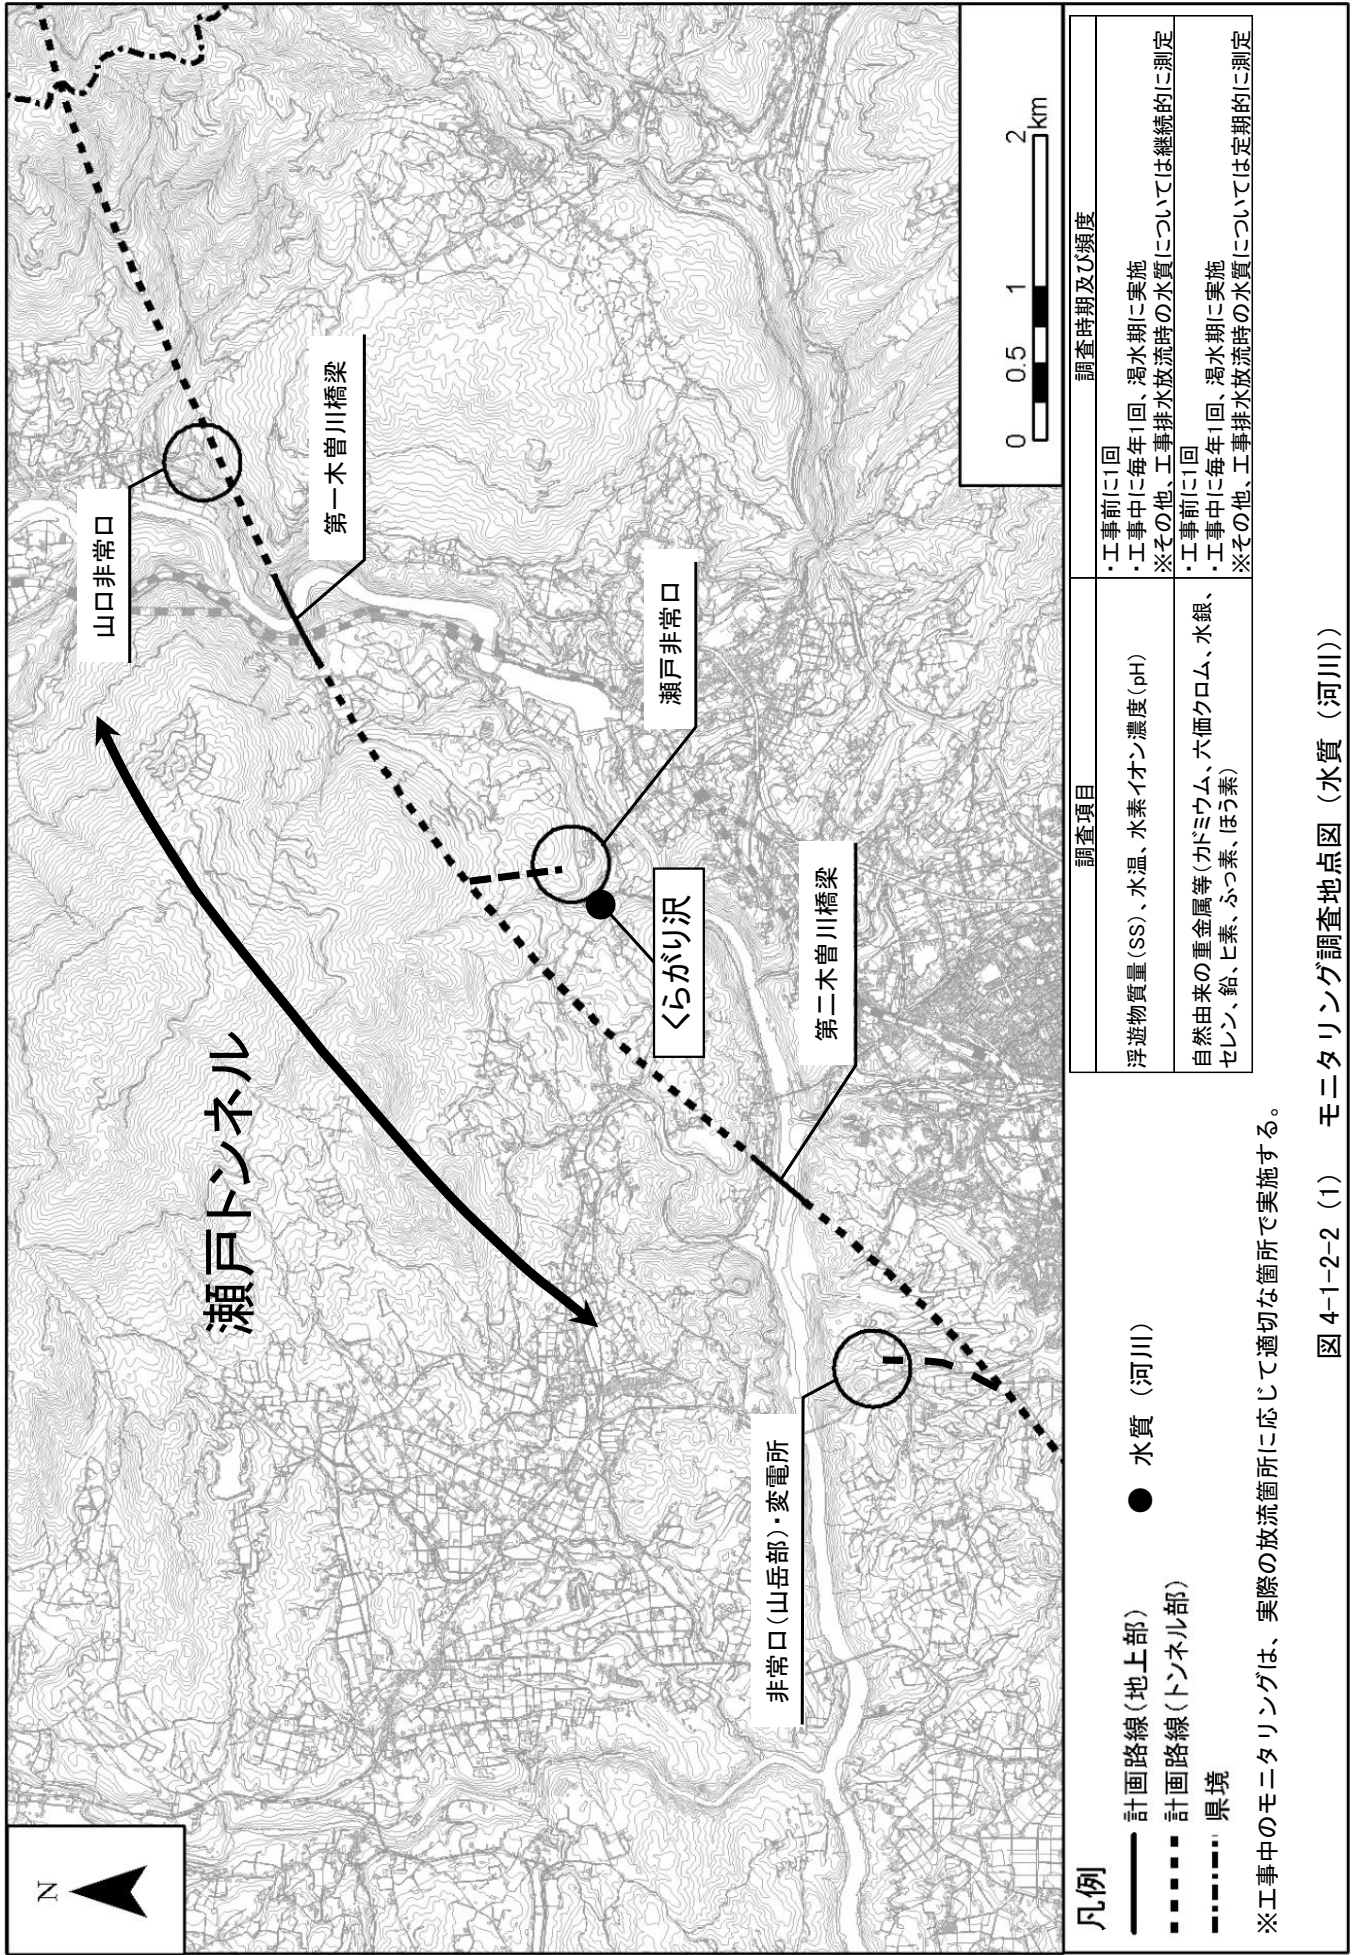 N
瀬戸トンネル
山口非常口
第一木曽川橋梁
瀬戸非常口
くらがり沢
第二木曽川橋梁
非常口(山岳部)・変電所
0 0.5 1 2
km
凡例
計画路線(地上部)
計画路線(トンネル部)
県境
水質(河川)
調査項目 調査時期及び頻度
浮遊物質量(SS)、水温、水素イオン濃度(pH)
・工事前に1回
・工事中に毎年1回、渇水期に実施
※その他、工事排水放流時の水質については継続的に測定
自然由来の重金属等(カドミウム、六価クロム、水銀、
セレン、鉛、ヒ素、ふっ素、ほう素)
・工事前に1回
・工事中に毎年1回、渇水期に実施
※その他、工事排水放流時の水質については定期的に測定
※工事中のモニタリングは、実際の放流箇所に応じて適切な箇所で実施する。
図 4-1-2-2 (1) モニタリング調査地点図(水質(河川))